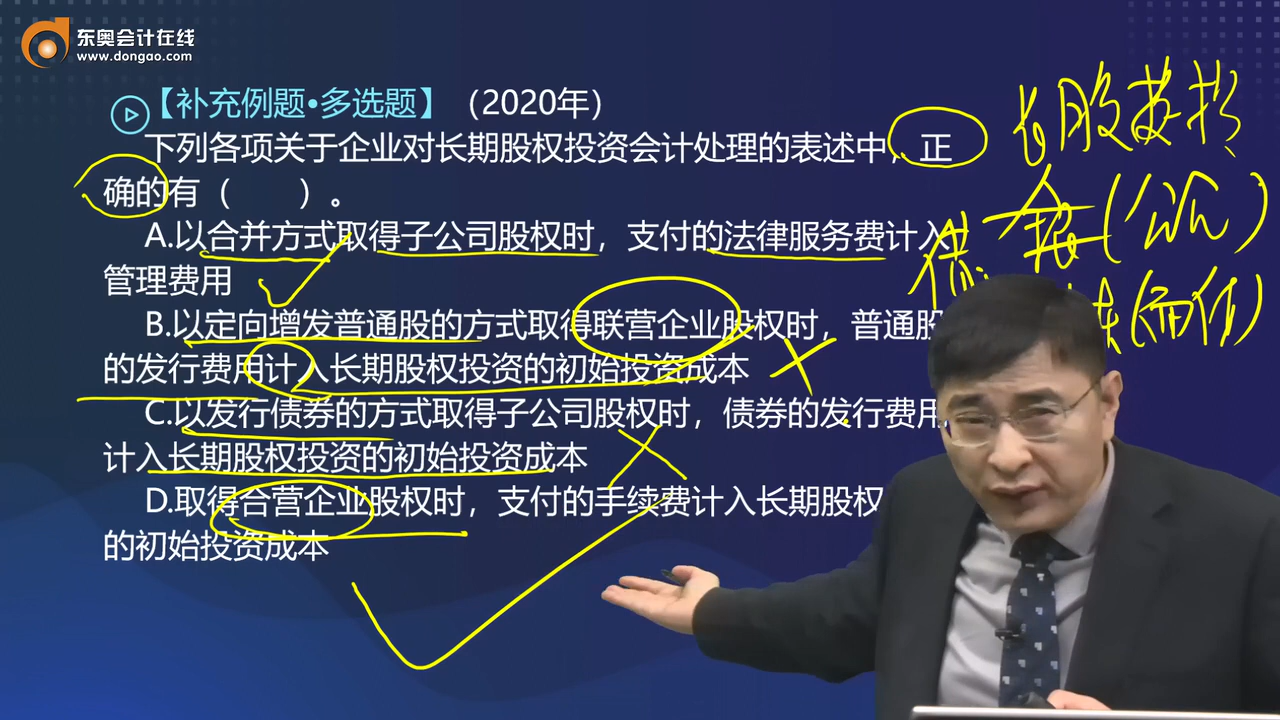 东奥会计在线
www.dongao.com
【补充例题•多选题】（2020年）
下列各项关于企业对长期股权投资会计处理的表述中，正
确的有（　　）。
A.以合并方式取得子公司股权时，支付的法律服务费计入
管理费用
B.以定向增发普通股的方式取得联营企业股权时，普通股
的发行费用计入长期股权投资的初始投资成本
C.以发行债券的方式取得子公司股权时，债券的发行费用
计入长期股权投资的初始投资成本
D.取得合营企业股权时，支付的手续费计入长期股权
的初始投资成本